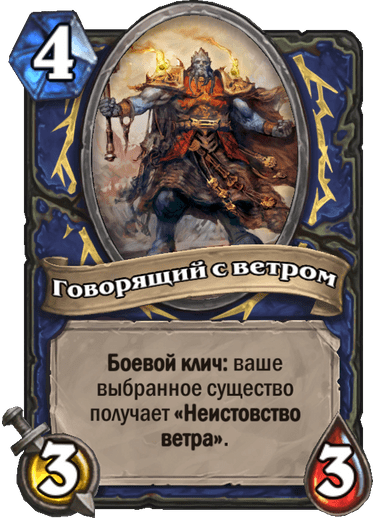 4
Говорящий с ветром
Боевой клич: ваше
выбранное существо
получает «Неистовство
ветра».
3
3